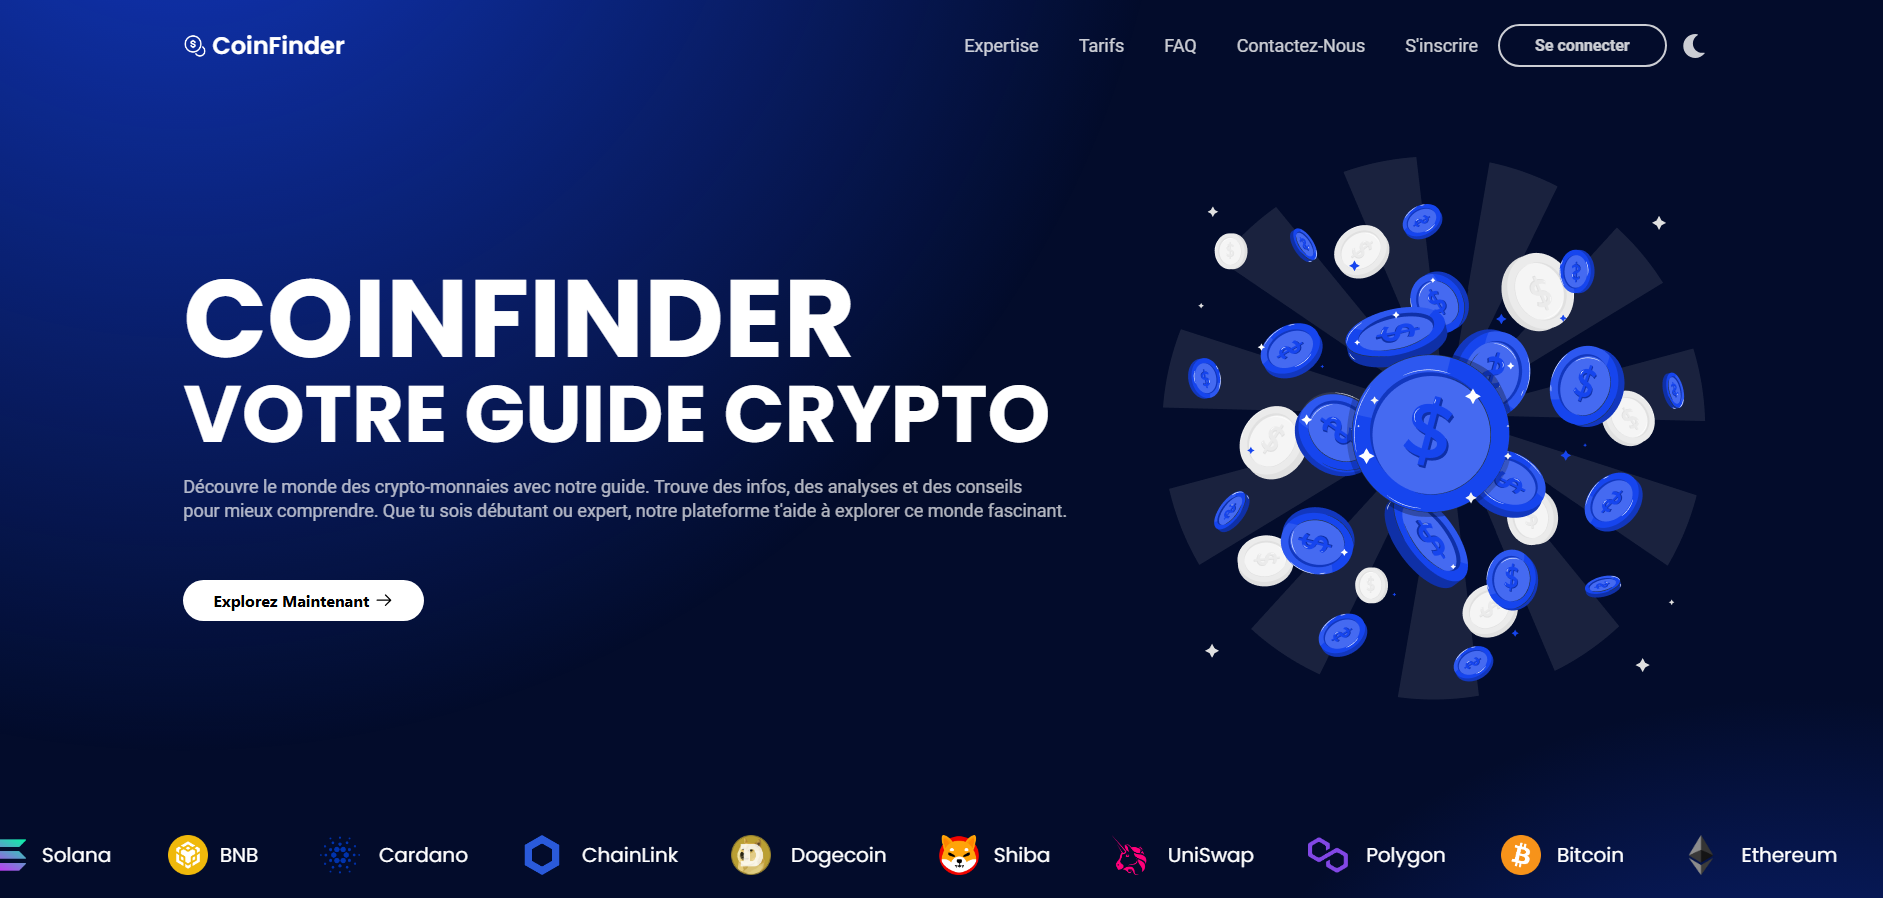 CoinFinder
Expertise Tarifs FAQ Contactez-Nous S'inscrire Se connecter
COINFINDER
VOTRE GUIDE CRYPTO
Découvre le monde des crypto-monnaies avec notre guide. Trouve des infos, des analyses et des conseils
pour mieux comprendre. Que tu sois débutant ou expert, notre plateforme t'aide à explorer ce monde fascinant.
Explorez Maintenant →
Solana BNB Cardano ChainLink Dogecoin Shiba UniSwap Polygon Bitcoin Ethereum